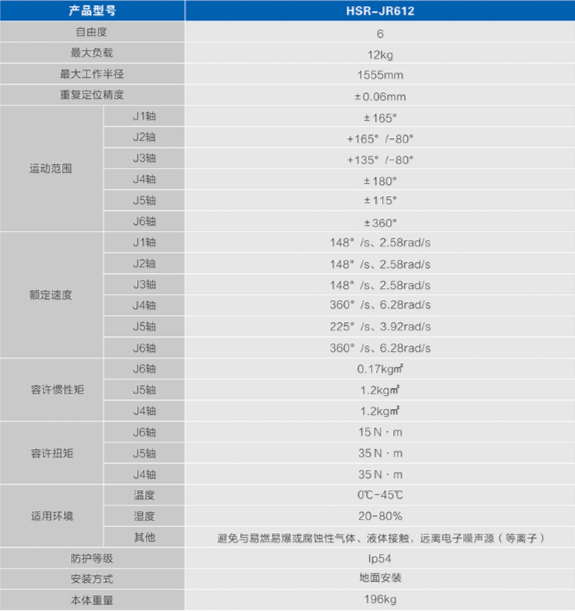 产品型号 HSR-JR612
自由度 6
最大负载 12kg
最大工作半径 1555mm
重复定位精度 ±0.06mm
运动范围 J1轴 ±165°
J2轴 +165° /-80°
J3轴 +135° /-80°
J4轴 ±180°
J5轴 ±115°
J6轴 ±360°
额定速度 J1轴 148° /s、2.58rad/s
J2轴 148° /s、2.58rad/s
J3轴 148° /s、2.58rad/s
J4轴 360° /s、6.28rad/s
J5轴 225° /s、3.92rad/s
J6轴 360° /s、6.28rad/s
容许惯性矩 J6轴 0.17kg㎡
J5轴 1.2kg㎡
J4轴 1.2kg㎡
容许扭矩 J6轴 15N·m
J5轴 35N·m
J4轴 35N·m
适用环境 温度 0℃-45℃
湿度 20-80%
其他 避免与易燃易爆或腐蚀性气体、液体接触，远离电子噪声源（等离子）
防护等级 Ip54
安装方式 地面安装
本体重量 196kg